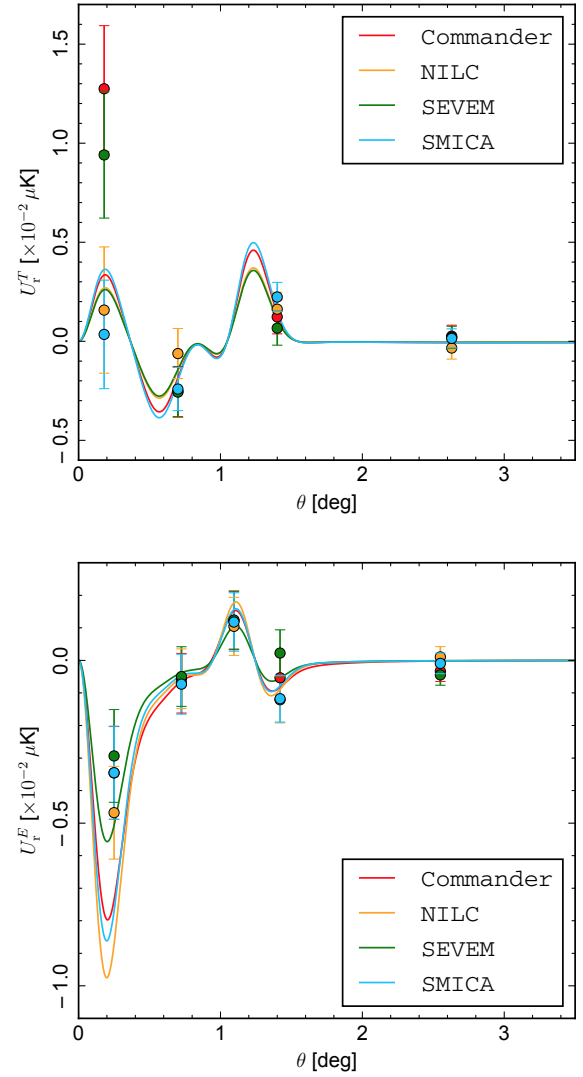 1.5
1.0
0.5
0.0
−0.5
U_r^T [×10⁻² μK]
0 1 2 3
θ [deg]
Commander
NILC
SEVEM
SMICA
0.0
−0.5
−1.0
U_r^E [×10⁻² μK]
0 1 2 3
θ [deg]
Commander
NILC
SEVEM
SMICA